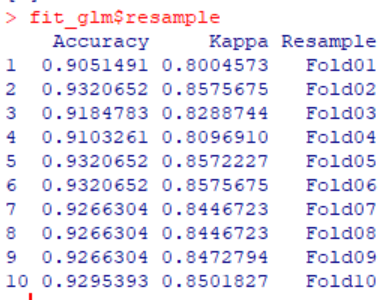 > fit_glm$resample
    Accuracy     Kappa Resample
1  0.9051491 0.8004573   Fold01
2  0.9320652 0.8575675   Fold02
3  0.9184783 0.8288744   Fold03
4  0.9103261 0.8096910   Fold04
5  0.9320652 0.8572227   Fold05
6  0.9320652 0.8575675   Fold06
7  0.9266304 0.8446723   Fold07
8  0.9266304 0.8446723   Fold08
9  0.9266304 0.8472794   Fold09
10 0.9295393 0.8501827   Fold10